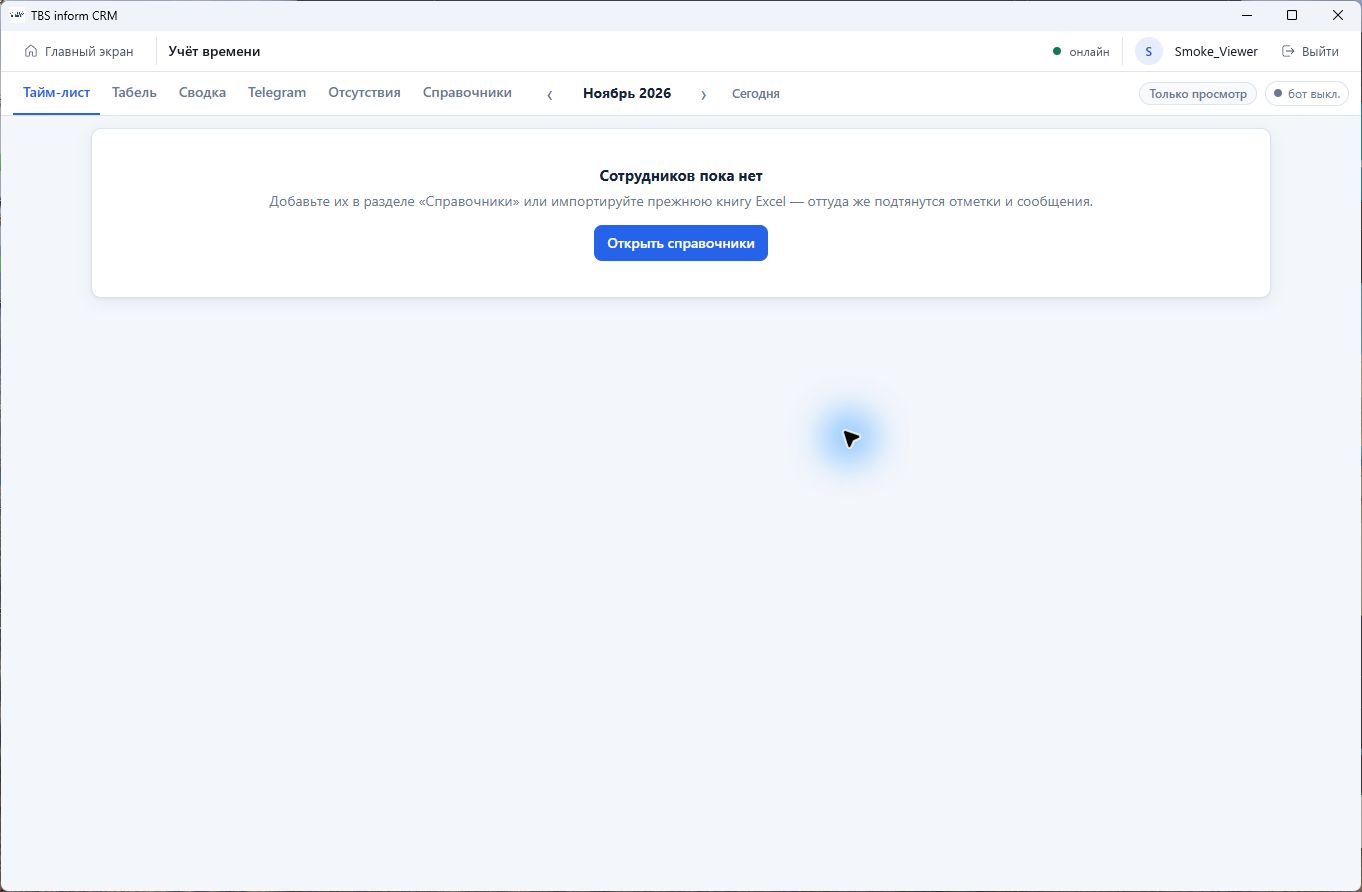 TBS inform CRM
Главный экран Учёт времени онлайн S Smoke_Viewer Выйти
Тайм-лист Табель Сводка Telegram Отсутствия Справочники ‹ Ноябрь 2026 › Сегодня Только просмотр бот выкл.
Сотрудников пока нет
Добавьте их в разделе «Справочники» или импортируйте прежнюю книгу Excel — оттуда же подтянутся отметки и сообщения.
Открыть справочники